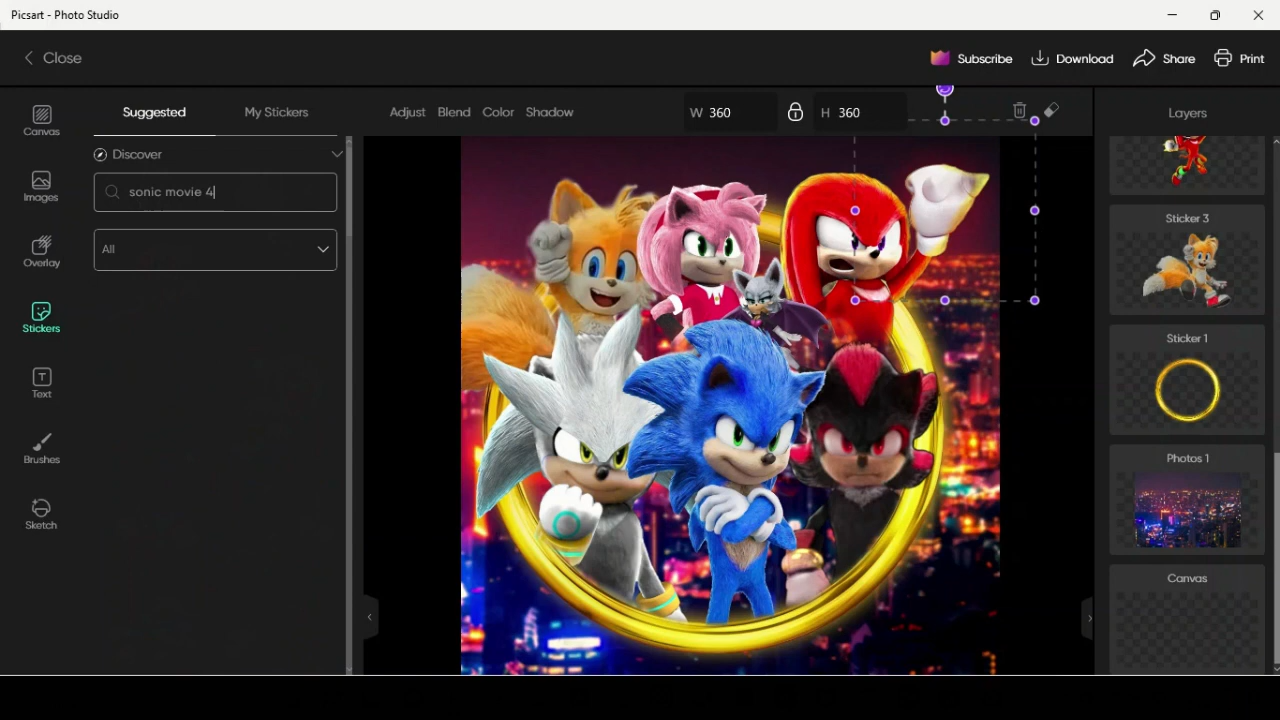 Picsart - Photo Studio
Close
Subscribe
Download
Share
Print
Suggested
My Stickers
Adjust
Blend
Color
Shadow
W 360
H 360
Layers
Canvas
Images
Overlay
Stickers
Text
Brushes
Sketch
Discover
sonic movie 4
All
Sticker 3
Sticker 1
Photos 1
Canvas